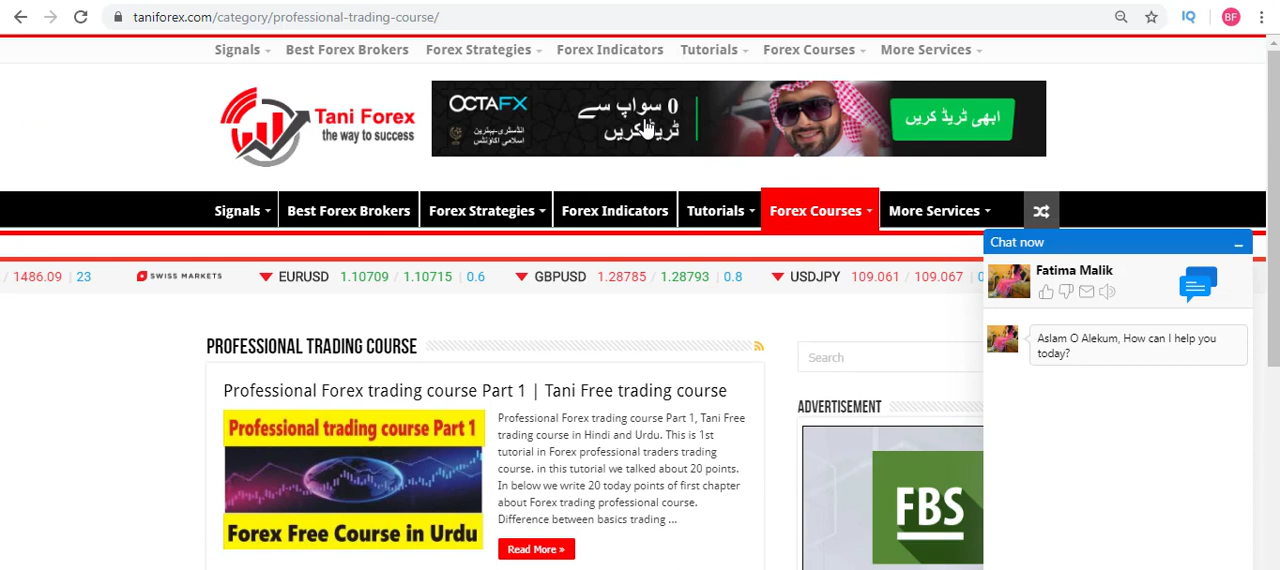 taniforex.com/category/professional-trading-course/
IQ
BF
Signals
Best Forex Brokers
Forex Strategies
Forex Indicators
Tutorials
Forex Courses
More Services
Tani Forex
the way to success
OCTAFX
انڈسٹری-بہترین
اسلامی اکاؤنٹس
0 سواپ سے
ٹریڈ کریں
ابھی ٹریڈ کریں
Signals
Best Forex Brokers
Forex Strategies
Forex Indicators
Tutorials
Forex Courses
More Services
/ 1486.09 | 23
SWISS MARKETS
EURUSD 1.10709 / 1.10715 | 0.6
GBPUSD 1.28785 / 1.28793 | 0.8
USDJPY 109.061 / 109.067 |
Chat now
Fatima Malik
Aslam O Alekum, How can I help you
today?
PROFESSIONAL TRADING COURSE
Search
Professional Forex trading course Part 1 | Tani Free trading course
Professional trading course Part 1
Forex Free Course in Urdu
Professional Forex trading course Part 1, Tani Free
trading course in Hindi and Urdu. This is 1st
tutorial in Forex professional traders trading
course. in this tutorial we talked about 20 points.
In below we write 20 today points of first chapter
about Forex trading professional course.
Difference between basics trading ...
Read More »
ADVERTISEMENT
FBS